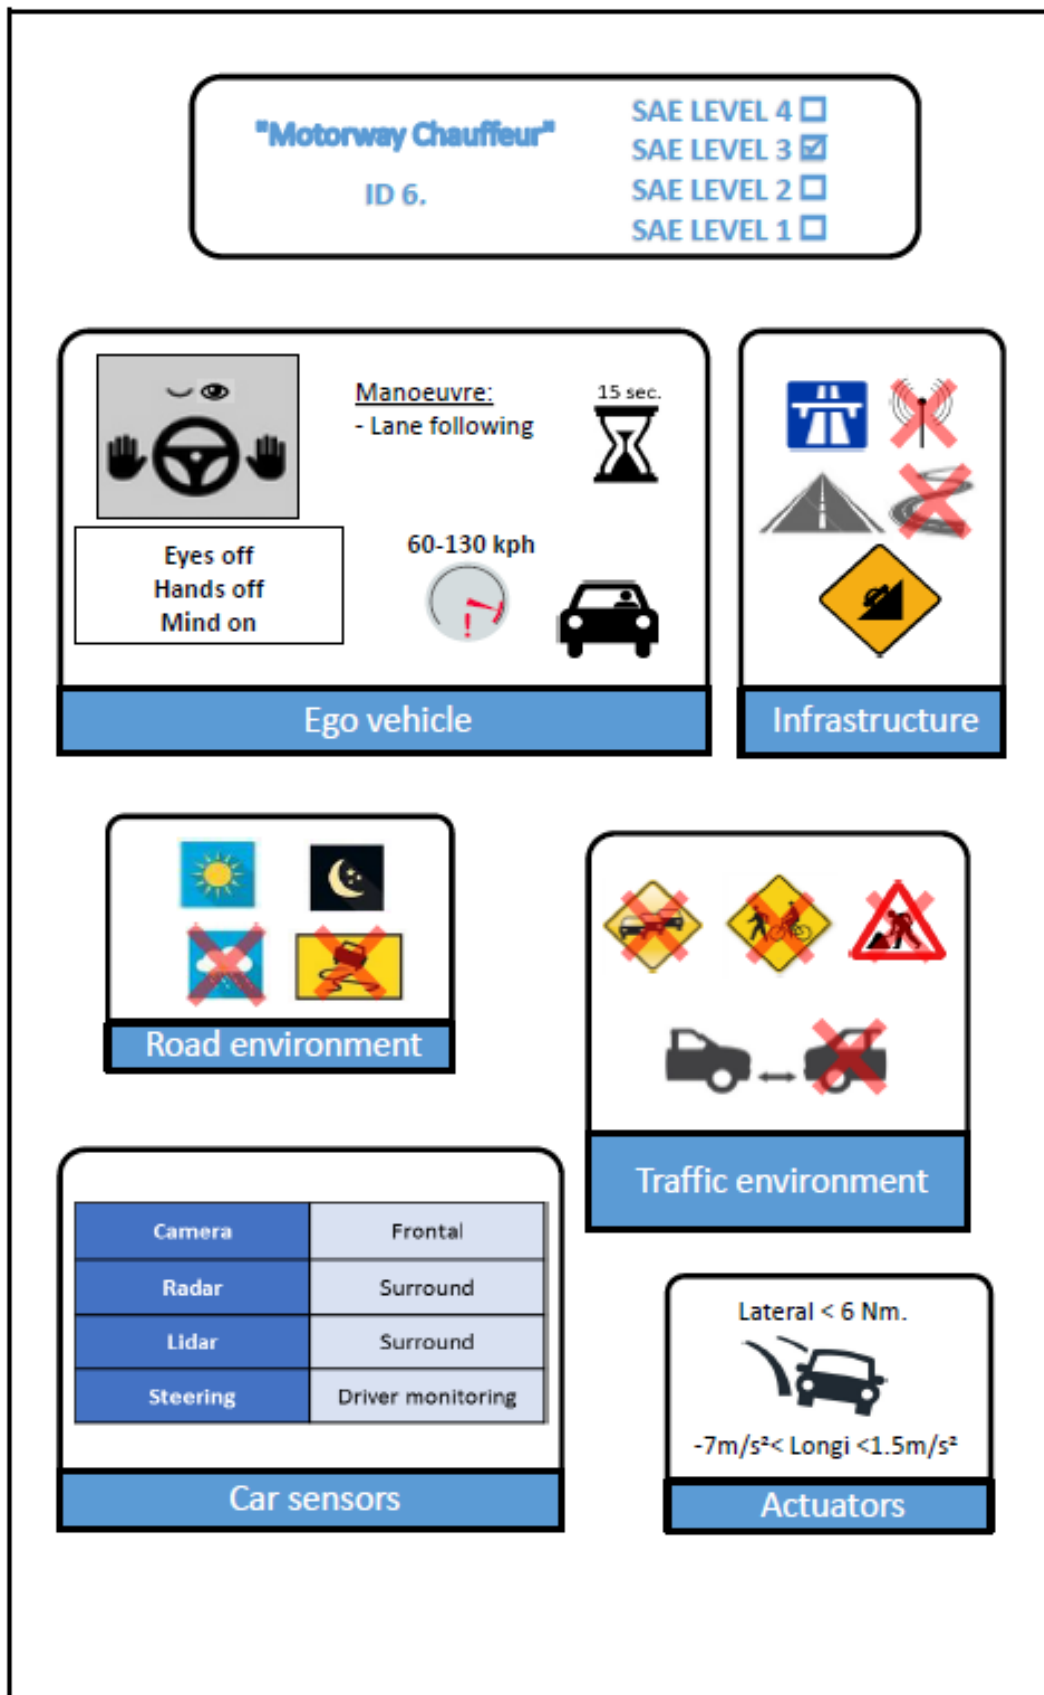 "Motorway Chauffeur"
ID 6.
SAE LEVEL 4 ☐
SAE LEVEL 3 ☑
SAE LEVEL 2 ☐
SAE LEVEL 1 ☐
Manoeuvre:
- Lane following
15 sec.
Eyes off
Hands off
Mind on
60-130 kph
Ego vehicle
Infrastructure
Road environment
Traffic environment
Camera Frontal
Radar Surround
Lidar Surround
Steering Driver monitoring
Car sensors
Lateral < 6 Nm.
-7m/s²< Longi <1.5m/s²
Actuators